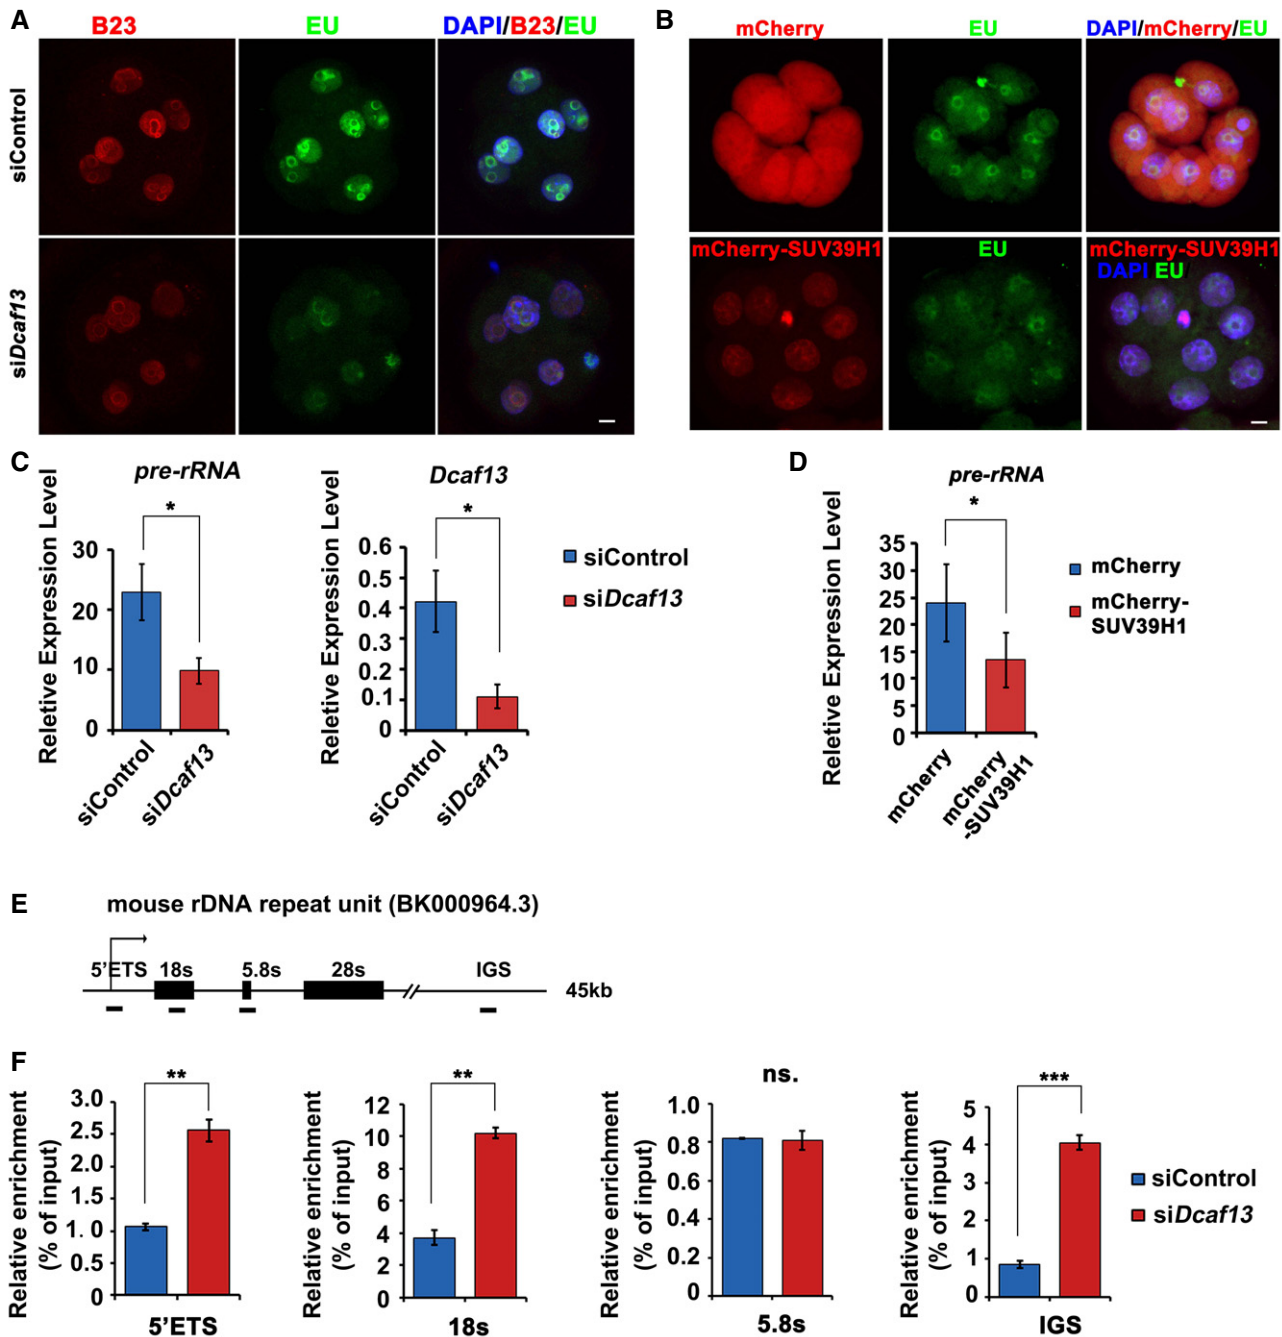 A
B23
EU
DAPI/B23/EU
siControl
siDcaf13
B
mCherry
EU
DAPI/mCherry/EU
mCherry-SUV39H1
EU
mCherry-SUV39H1
DAPI EU
C
pre-rRNA
*
Reletive Expression Level
30
20
10
0
siControl
siDcaf13
Dcaf13
*
Reletive Expression Level
0.6
0.5
0.4
0.3
0.2
0.1
0
siControl
siDcaf13
siControl
siDcaf13
D
pre-rRNA
*
Reletive Expression Level
35
30
25
20
15
10
5
0
mCherry
mCherry
-SUV39H1
mCherry
mCherry-
SUV39H1
E
mouse rDNA repeat unit (BK000964.3)
5'ETS
18s
5.8s
28s
IGS
45kb
F
**
Relative enrichment
(% of input)
3.0
2.5
2.0
1.5
1.0
0.5
0
5'ETS
**
Relative enrichment
(% of input)
12
10
8
6
4
2
0
18s
ns.
Relative enrichment
(% of input)
1.0
0.8
0.6
0.4
0.2
0
5.8s
***
Relative enrichment
(% of input)
5
4
3
2
1
0
IGS
siControl
siDcaf13